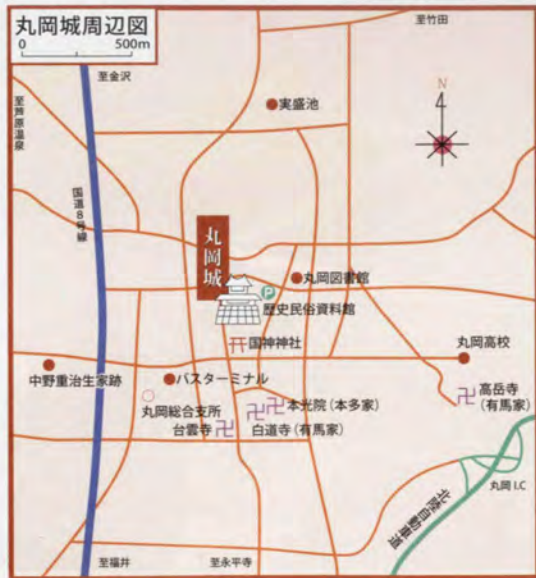 丸岡城周辺図
0 500m
至竹田
至金沢
至芦原温泉
実盛池
N
国道8号線
丸岡城
丸岡図書館
P
歴史民俗資料館
国神神社
丸岡高校
中野重治生家跡
バスターミナル
高岳寺
(有馬家)
丸岡総合支所
本光院(本多家)
台雲寺
白道寺(有馬家)
丸岡I.C
北陸自動車道
至福井
至永平寺